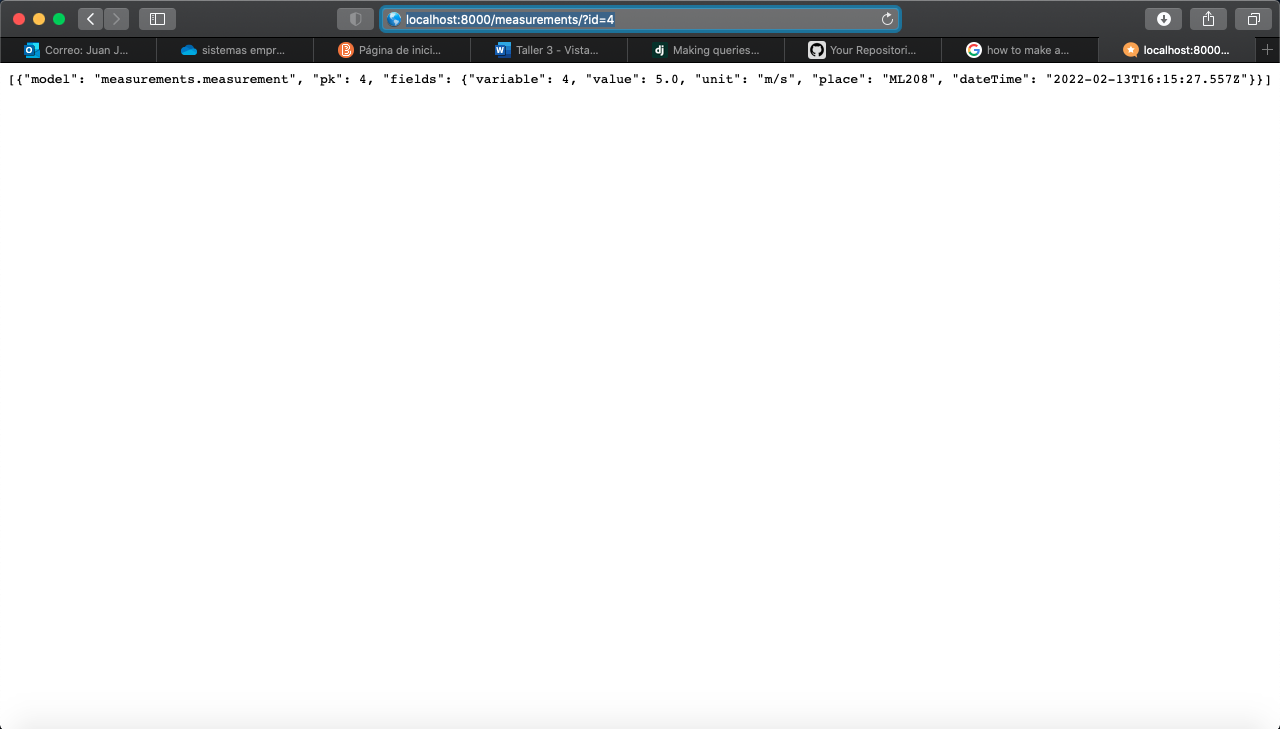 localhost:8000/measurements/?id=4
Correo: Juan J... sistemas empr... Página de inici... Taller 3 - Vista... Making queries... Your Repositori... how to make a... localhost:8000...
[{"model": "measurements.measurement", "pk": 4, "fields": {"variable": 4, "value": 5.0, "unit": "m/s", "place": "ML208", "dateTime": "2022-02-13T16:15:27.557Z"}}]